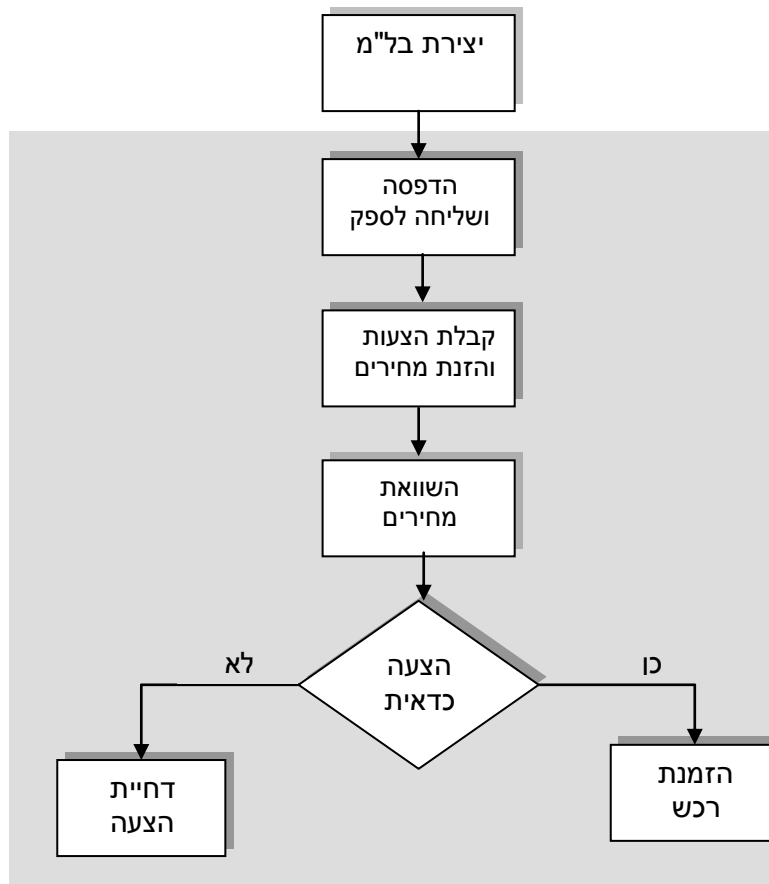 יצירת בל"מ
הדפסה
ושליחה לספק
קבלת הצעות
והזנת מחירים
השוואת
מחירים
הצעה
כדאית
כן
לא
הזמנת
רכש
דחיית
הצעה